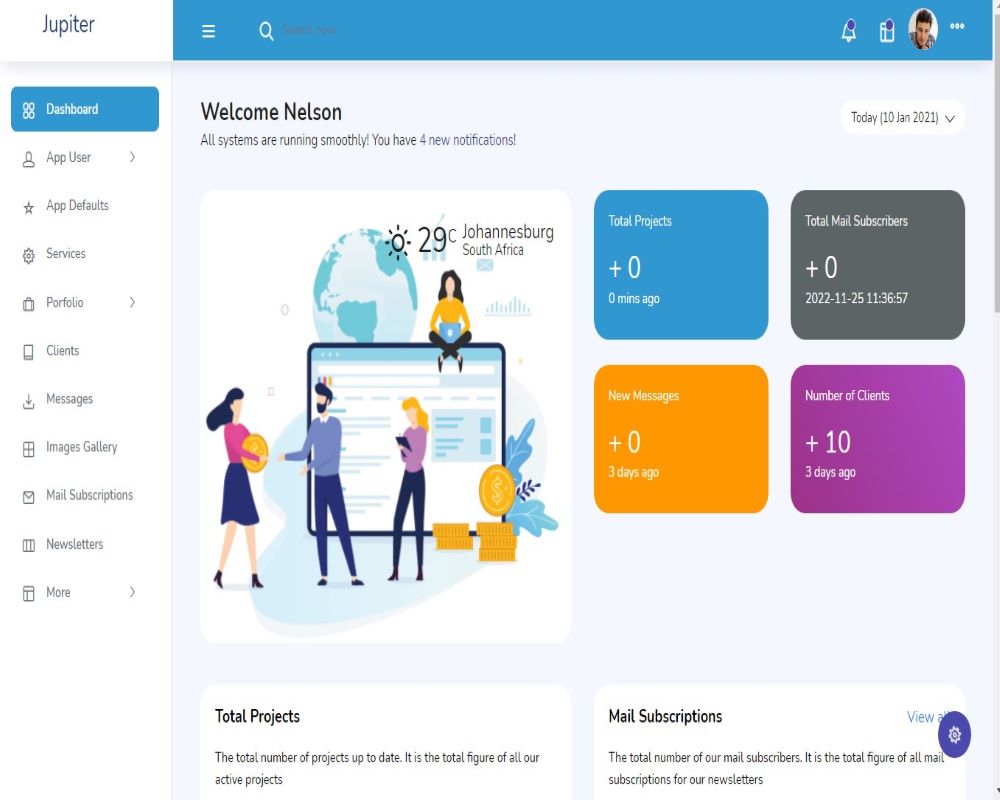 Jupiter
Search now
Dashboard
App User
App Defaults
Services
Porfolio
Clients
Messages
Images Gallery
Mail Subscriptions
Newsletters
More
Welcome Nelson
All systems are running smoothly! You have 4 new notifications!
Today (10 Jan 2021)
29C Johannesburg
South Africa
Total Projects
+ 0
0 mins ago
Total Mail Subscribers
+ 0
2022-11-25 11:36:57
New Messages
+ 0
3 days ago
Number of Clients
+ 10
3 days ago
Total Projects
The total number of projects up to date. It is the total figure of all our
active projects
Mail Subscriptions
View
The total number of our mail subscribers. It is the total figure of all mail
subscriptions for our newsletters